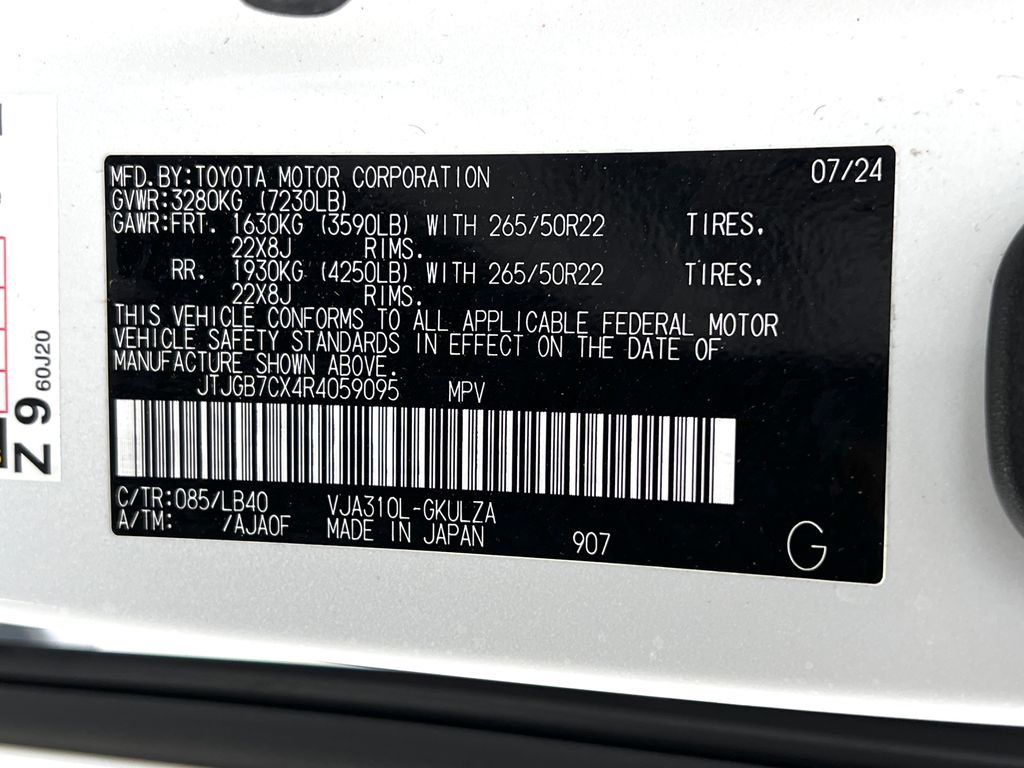 MFD.BY:TOYOTA MOTOR CORPORATION 07/24
GVWR:3280KG (7230LB)
GAWR:FRT. 1630KG (3590LB) WITH 265/50R22 TIRES.
22X8J RIMS.
RR. 1930KG (4250LB) WITH 265/50R22 TIRES.
22X8J RIMS.
THIS VEHICLE CONFORMS TO ALL APPLICABLE FEDERAL MOTOR
VEHICLE SAFETY STANDARDS IN EFFECT ON THE DATE OF
MANUFACTURE SHOWN ABOVE.
JTJGB7CX4R4059095 MPV
C/TR:085/LB40 VJA310L-GKULZA
A/TM: /AJA0F MADE IN JAPAN 907
G
Z9 60J20